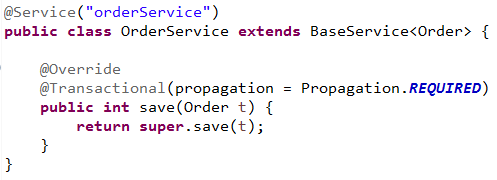 @Service("orderService")
public class OrderService extends BaseService<Order> {
@Override
@Transactional(propagation = Propagation.REQUIRED)
public int save(Order t) {
return super.save(t);
}
}